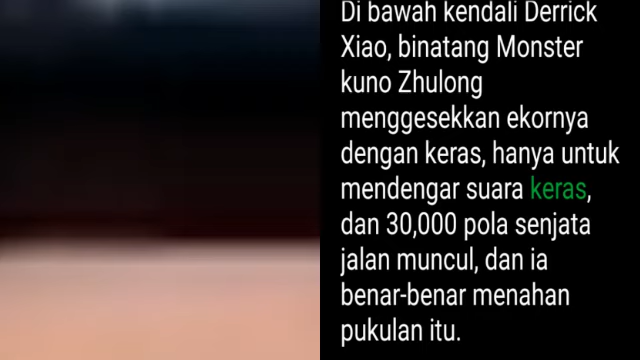 Di bawah kendali Derrick
Xiao, binatang Monster
kuno Zhulong
menggesekkan ekornya
dengan keras, hanya untuk
mendengar suara keras,
dan 30,000 pola senjata
jalan muncul, dan ia
benar-benar menahan
pukulan itu.